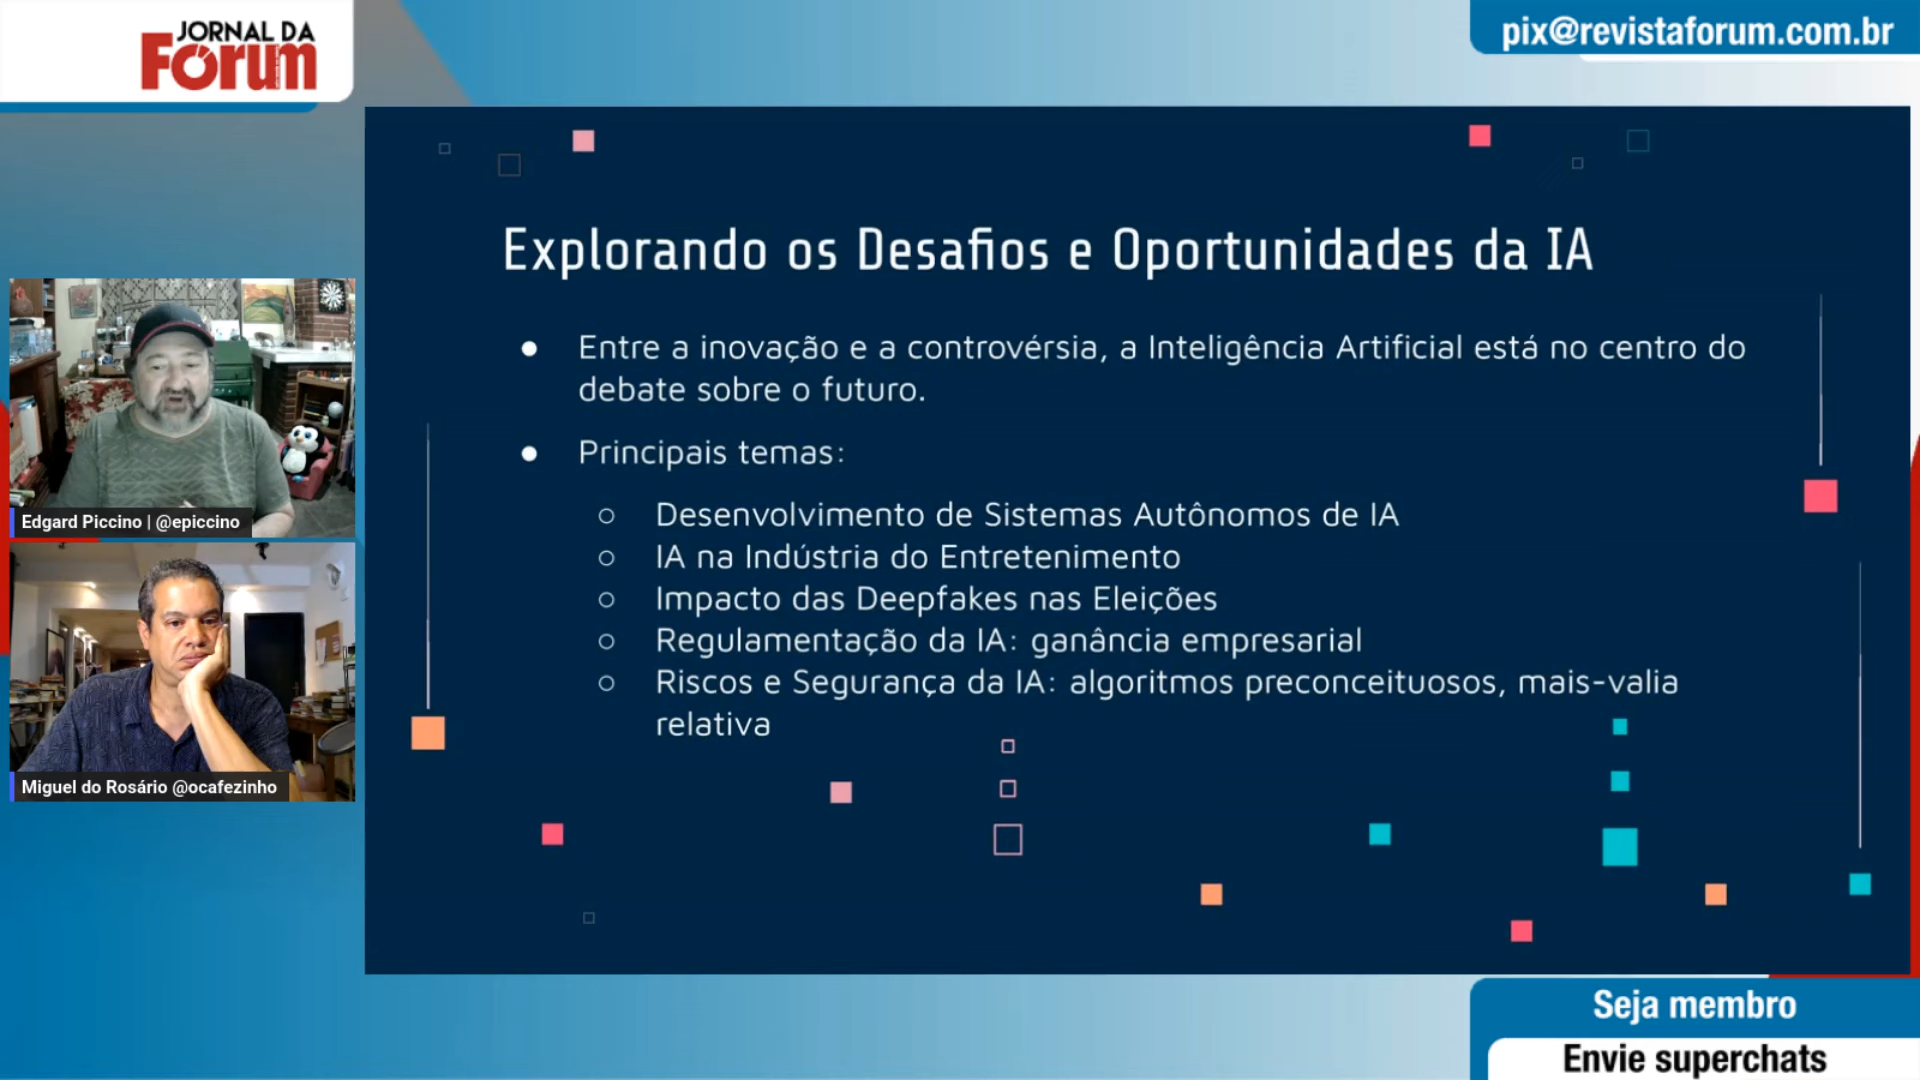 JORNAL DA
Fórum
pix@revistaforum.com.br
Explorando os Desafios e Oportunidades da IA
Entre a inovação e a controvérsia, a Inteligência Artificial está no centro do
debate sobre o futuro.
Principais temas:
Desenvolvimento de Sistemas Autônomos de IA
IA na Indústria do Entretenimento
Impacto das Deepfakes nas Eleições
Regulamentação da IA: ganância empresarial
Riscos e Segurança da IA: algoritmos preconceituosos, mais-valia
relativa
Edgard Piccino | @epiccino
Miguel do Rosário @ocafezinho
Seja membro
Envie superchats